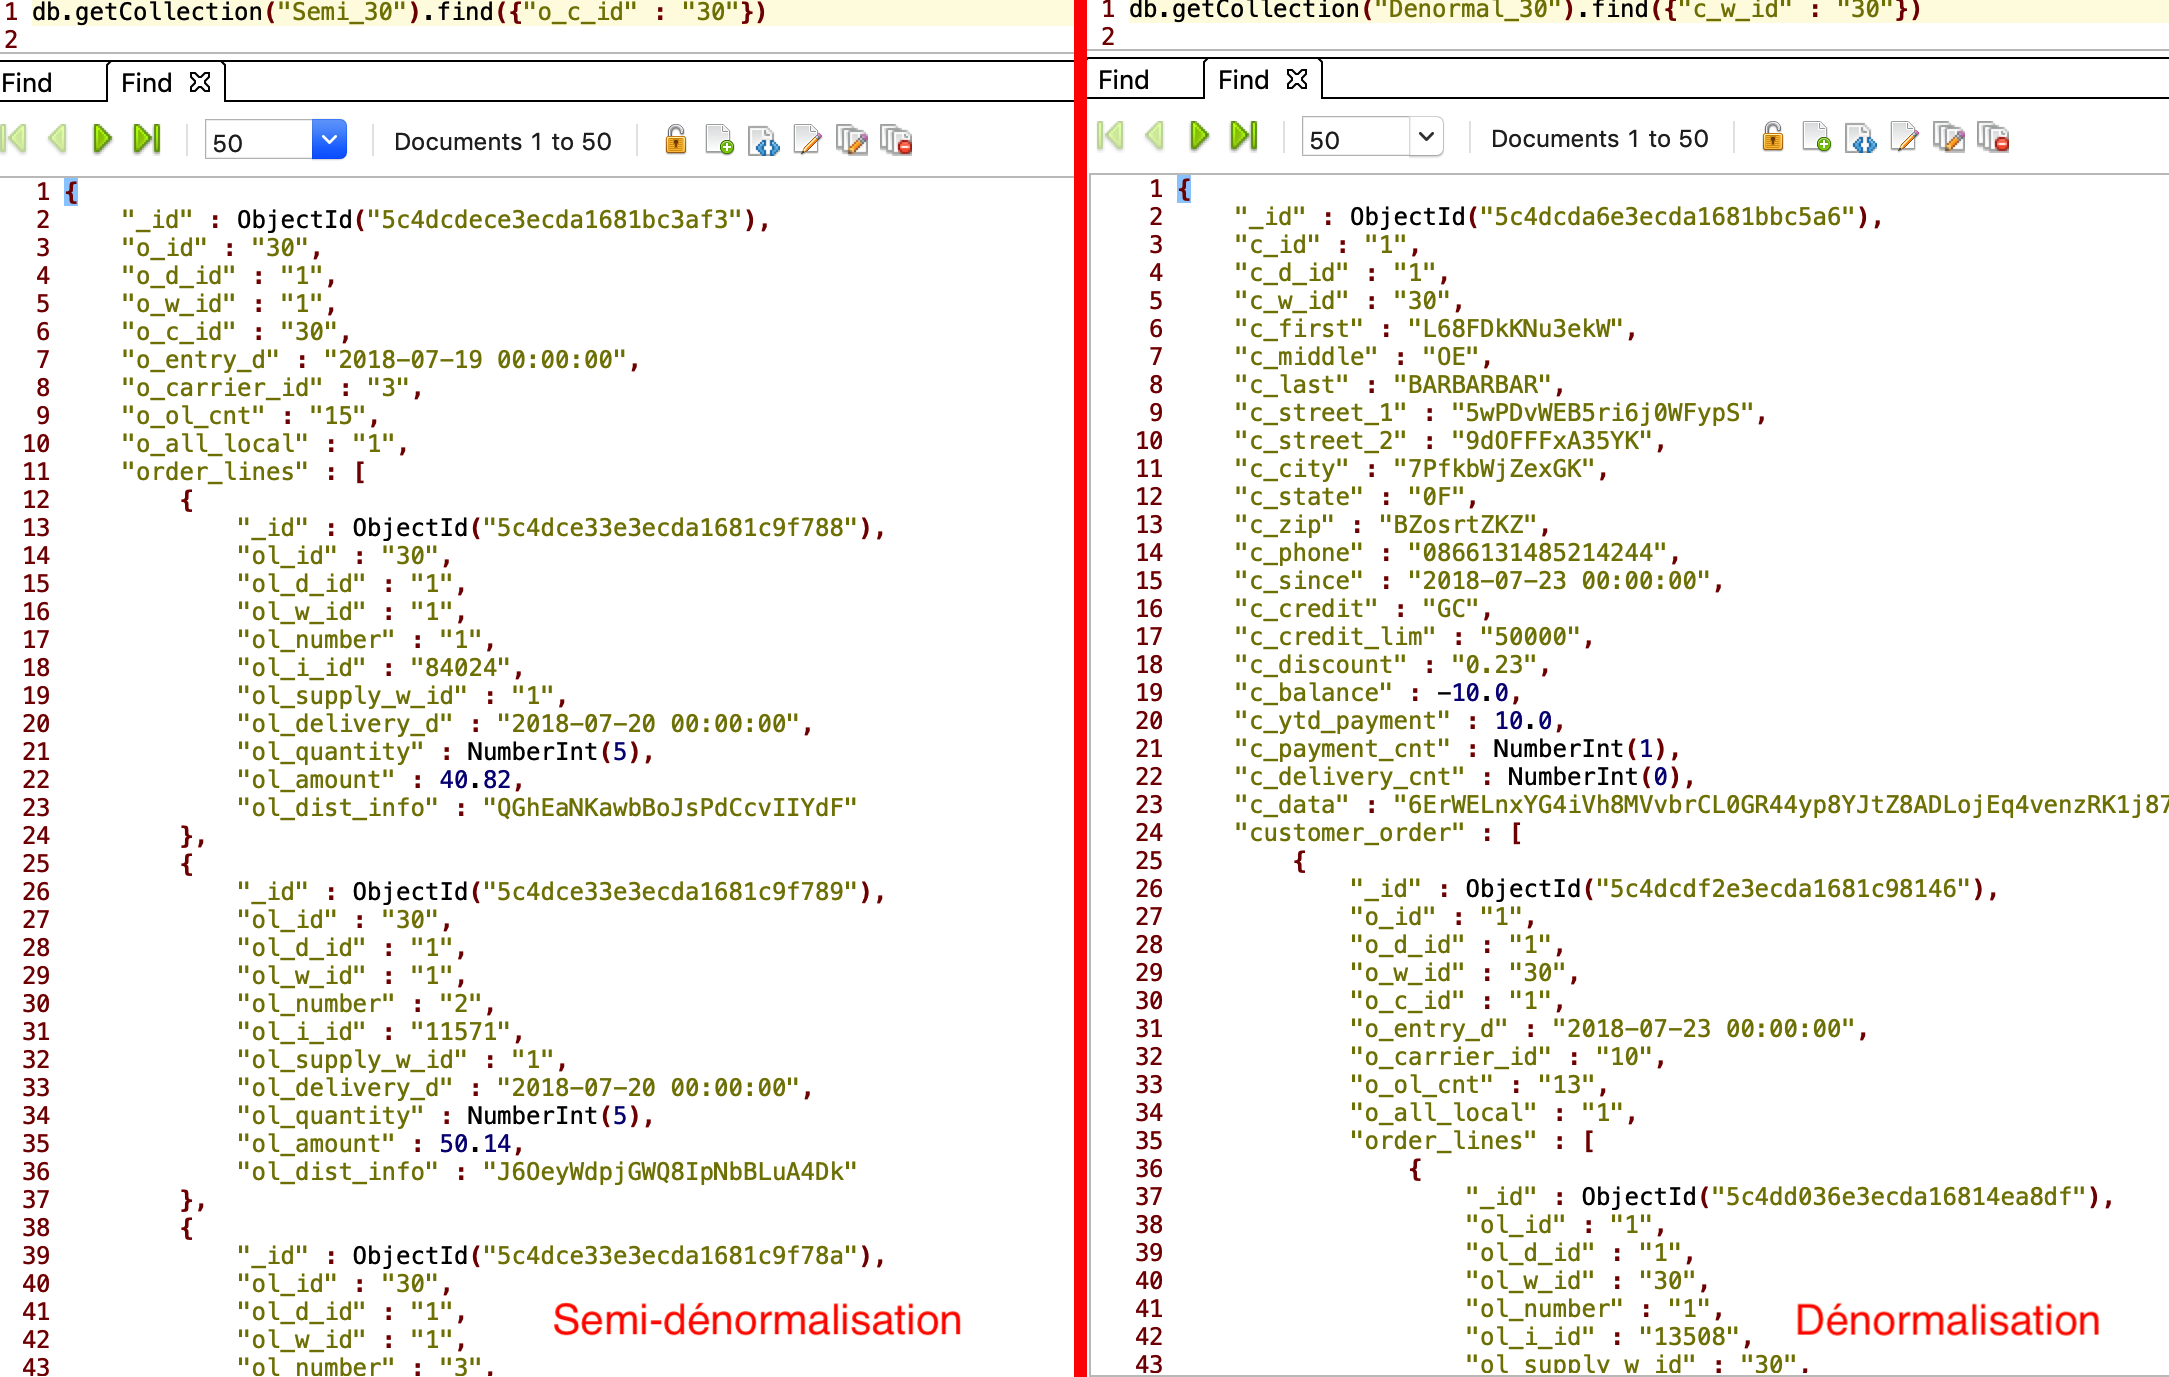 1 db.getCollection("Semi_30").find({"o_c_id" : "30"})
2
Find Find
50 Documents 1 to 50
1 {
2 "_id" : ObjectId("5c4dcdece3ecda1681bc3af3"),
3 "o_id" : "30",
4 "o_d_id" : "1",
5 "o_w_id" : "1",
6 "o_c_id" : "30",
7 "o_entry_d" : "2018-07-19 00:00:00",
8 "o_carrier_id" : "3",
9 "o_ol_cnt" : "15",
10 "o_all_local" : "1",
11 "order_lines" : [
12 {
13 "_id" : ObjectId("5c4dce33e3ecda1681c9f788"),
14 "ol_id" : "30",
15 "ol_d_id" : "1",
16 "ol_w_id" : "1",
17 "ol_number" : "1",
18 "ol_i_id" : "84024",
19 "ol_supply_w_id" : "1",
20 "ol_delivery_d" : "2018-07-20 00:00:00",
21 "ol_quantity" : NumberInt(5),
22 "ol_amount" : 40.82,
23 "ol_dist_info" : "QGhEaNKawbBoJsPdCcvIIYdF"
24 },
25 {
26 "_id" : ObjectId("5c4dce33e3ecda1681c9f789"),
27 "ol_id" : "30",
28 "ol_d_id" : "1",
29 "ol_w_id" : "1",
30 "ol_number" : "2",
31 "ol_i_id" : "11571",
32 "ol_supply_w_id" : "1",
33 "ol_delivery_d" : "2018-07-20 00:00:00",
34 "ol_quantity" : NumberInt(5),
35 "ol_amount" : 50.14,
36 "ol_dist_info" : "J6OeyWdpjGWQ8IpNbBLuA4Dk"
37 },
38 {
39 "_id" : ObjectId("5c4dce33e3ecda1681c9f78a"),
40 "ol_id" : "30",
41 "ol_d_id" : "1",
42 "ol_w_id" : "1",
43 "ol_number" : "3",
Semi-dénormalisation
1 db.getCollection("Denormal_30").find({"c_w_id" : "30"})
2
Find Find
50 Documents 1 to 50
1 {
2 "_id" : ObjectId("5c4dcda6e3ecda1681bbc5a6"),
3 "c_id" : "1",
4 "c_d_id" : "1",
5 "c_w_id" : "30",
6 "c_first" : "L68FDkKNu3ekW",
7 "c_middle" : "OE",
8 "c_last" : "BARBARBAR",
9 "c_street_1" : "5wPDvWEB5ri6j0WFypS",
10 "c_street_2" : "9dOFFFxA35YK",
11 "c_city" : "7PfkbWjZexGK",
12 "c_state" : "0F",
13 "c_zip" : "BZosrtZKZ",
14 "c_phone" : "0866131485214244",
15 "c_since" : "2018-07-23 00:00:00",
16 "c_credit" : "GC",
17 "c_credit_lim" : "50000",
18 "c_discount" : "0.23",
19 "c_balance" : -10.0,
20 "c_ytd_payment" : 10.0,
21 "c_payment_cnt" : NumberInt(1),
22 "c_delivery_cnt" : NumberInt(0),
23 "c_data" : "6ErWELnxYG4iVh8MVvbrCL0GR44yp8YJtZ8ADLojEq4venzRK1j87
24 "customer_order" : [
25 {
26 "_id" : ObjectId("5c4dcdf2e3ecda1681c98146"),
27 "o_id" : "1",
28 "o_d_id" : "1",
29 "o_w_id" : "30",
30 "o_c_id" : "1",
31 "o_entry_d" : "2018-07-23 00:00:00",
32 "o_carrier_id" : "10",
33 "o_ol_cnt" : "13",
34 "o_all_local" : "1",
35 "order_lines" : [
36 {
37 "_id" : ObjectId("5c4dd036e3ecda16814ea8df"),
38 "ol_id" : "1",
39 "ol_d_id" : "1",
40 "ol_w_id" : "30",
41 "ol_number" : "1",
42 "ol_i_id" : "13508",
43 "ol_supply_w_id" : "30",
Dénormalisation